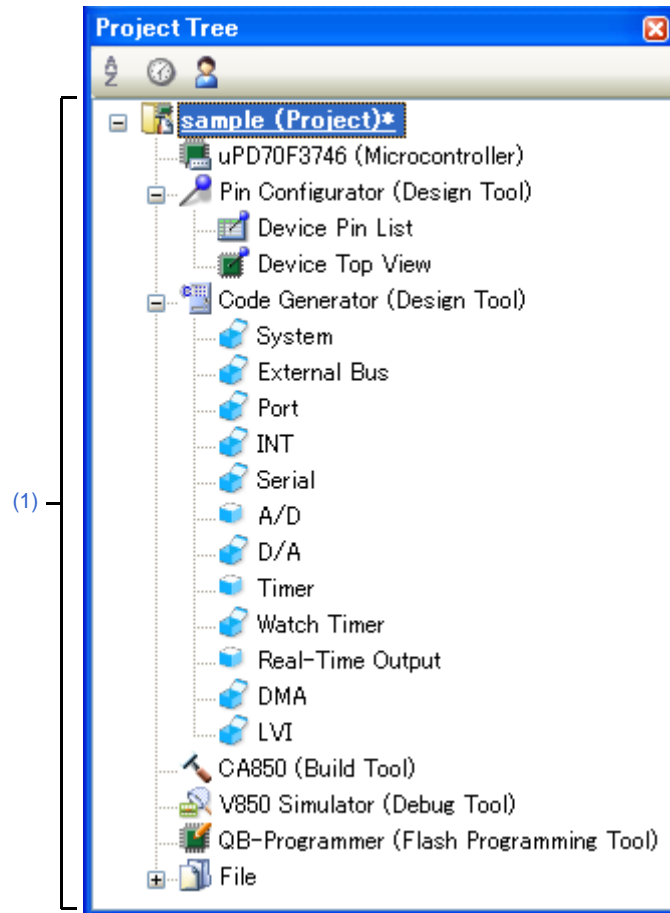 Project Tree
sample (Project)*
uPD70F3746 (Microcontroller)
Pin Configurator (Design Tool)
Device Pin List
Device Top View
Code Generator (Design Tool)
System
External Bus
Port
INT
Serial
(1)
A/D
D/A
Timer
Watch Timer
Real-Time Output
DMA
LVI
CA850 (Build Tool)
V850 Simulator (Debug Tool)
QB-Programmer (Flash Programming Tool)
File